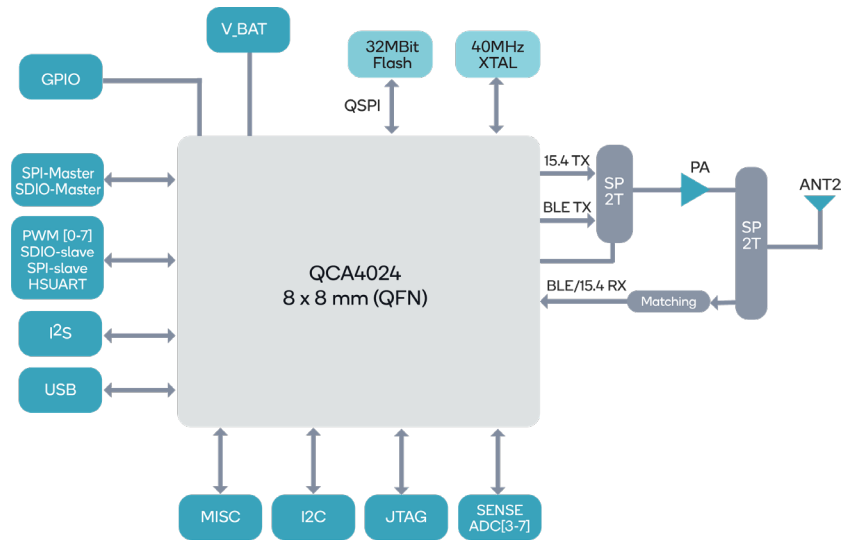 V_BAT
GPIO
32MBit
Flash
40MHz
XTAL
QSPI
SPI-Master
SDIO-Master
PWM [0-7]
SDIO-slave
SPI-slave
HSUART
I²S
USB
QCA4024
8 x 8 mm (QFN)
15.4 TX
BLE TX
SP
2T
PA
SP
2T
ANT2
BLE/15.4 RX
Matching
MISC
I2C
JTAG
SENSE
ADC[3-7]